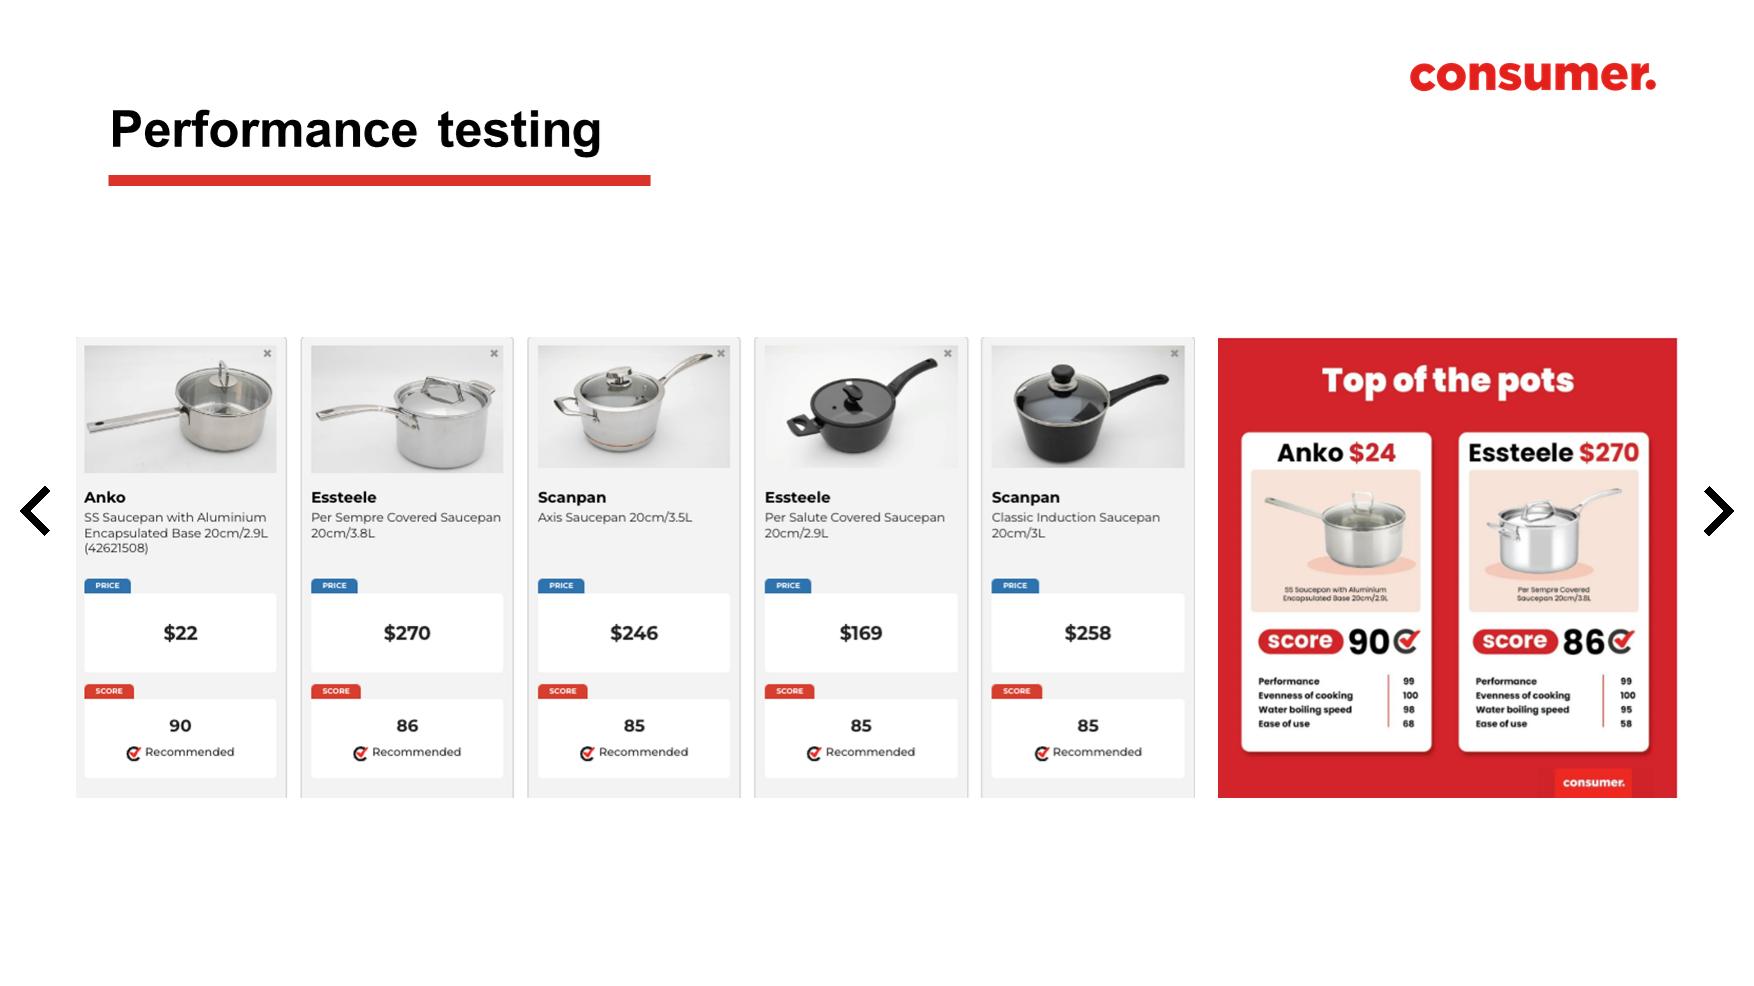 consumer.
Performance testing
Anko
SS Saucepan with Aluminium
Encapsulated Base 20cm/2.9L
(42621508)
PRICE
$22
SCORE
90
Recommended
Essteele
Per Sempre Covered Saucepan
20cm/3.8L
PRICE
$270
SCORE
86
Recommended
Scanpan
Axis Saucepan 20cm/3.5L
PRICE
$246
SCORE
85
Recommended
Essteele
Per Salute Covered Saucepan
20cm/2.9L
PRICE
$169
SCORE
85
Recommended
Scanpan
Classic Induction Saucepan
20cm/3L
PRICE
$258
SCORE
85
Recommended
Top of the pots
Anko $24
SS Saucepan with Aluminium
Encapsulated Base 20cm/2.9L
score 90
Performance 99
Evenness of cooking 100
Water boiling speed 98
Ease of use 68
Essteele $270
Per Sempre Covered
Saucepan 20cm/3.8L
score 86
Performance 99
Evenness of cooking 100
Water boiling speed 95
Ease of use 58
consumer.